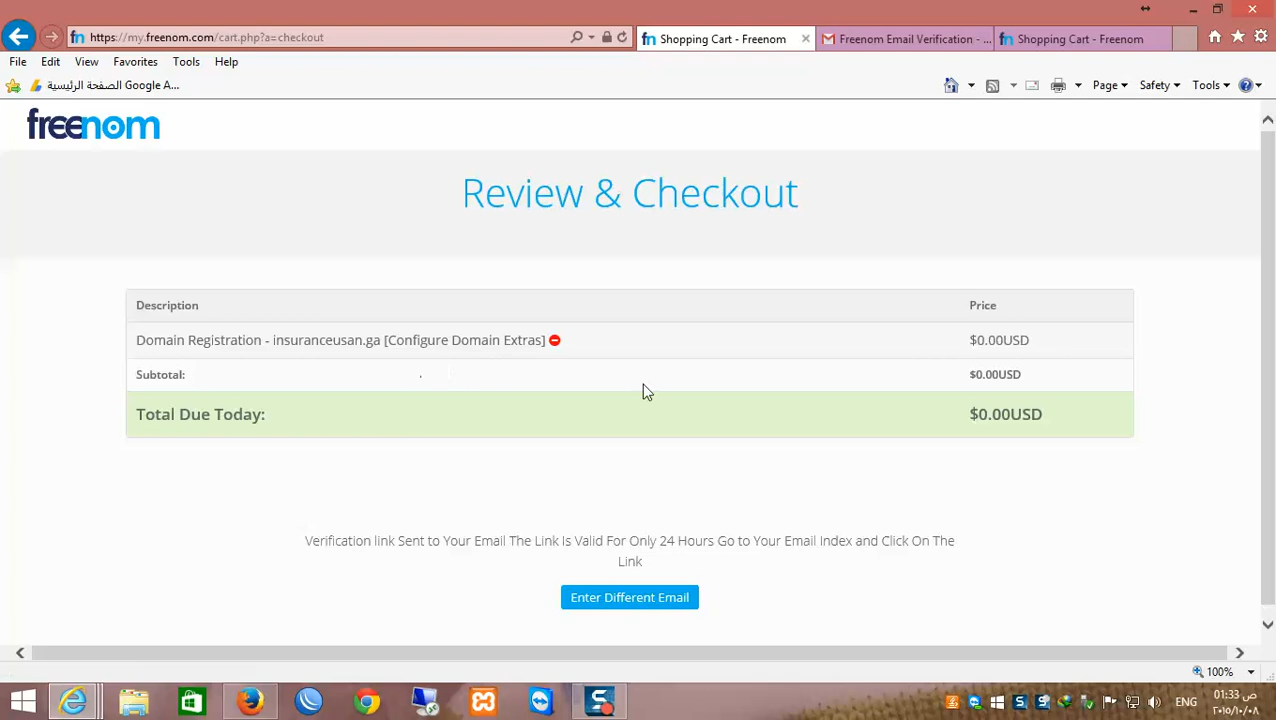 https://my.freenom.com/cart.php?a=checkout
Shopping Cart - Freenom
Freenom Email Verification - ...
Shopping Cart - Freenom
File Edit View Favorites Tools Help
الصفحة الرئيسية Google A...
Page Safety Tools
freenom
Review & Checkout
Description Price
Domain Registration - insuranceusan.ga [Configure Domain Extras] $0.00USD
Subtotal: $0.00USD
Total Due Today: $0.00USD
Verification link Sent to Your Email The Link Is Valid For Only 24 Hours Go to Your Email Index and Click On The
Link
Enter Different Email
100%
ENG
01:33 ص
٢٠١٥/١٠/٠٨